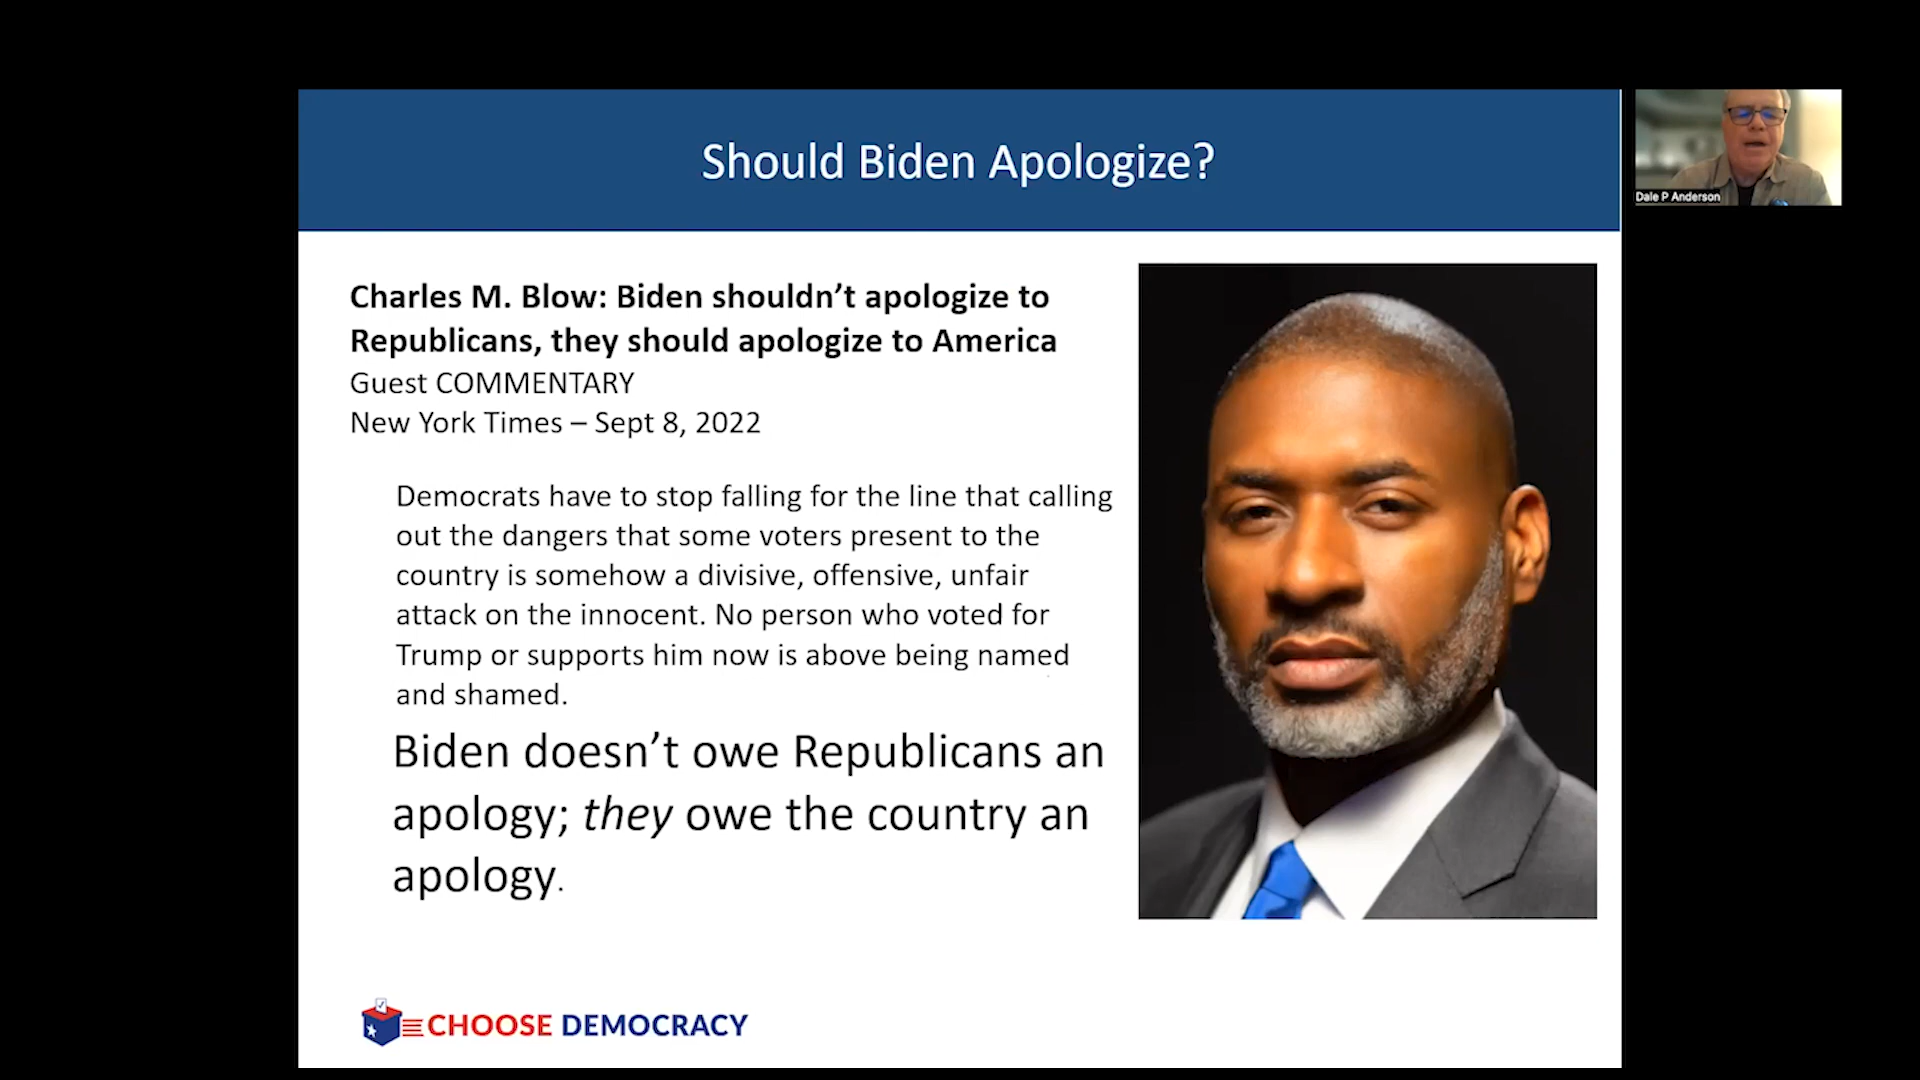 Should Biden Apologize?
Dale P Anderson
Charles M. Blow: Biden shouldn’t apologize to
Republicans, they should apologize to America
Guest COMMENTARY
New York Times – Sept 8, 2022
Democrats have to stop falling for the line that calling
out the dangers that some voters present to the
country is somehow a divisive, offensive, unfair
attack on the innocent. No person who voted for
Trump or supports him now is above being named
and shamed.
Biden doesn’t owe Republicans an
apology; they owe the country an
apology.
CHOOSE DEMOCRACY